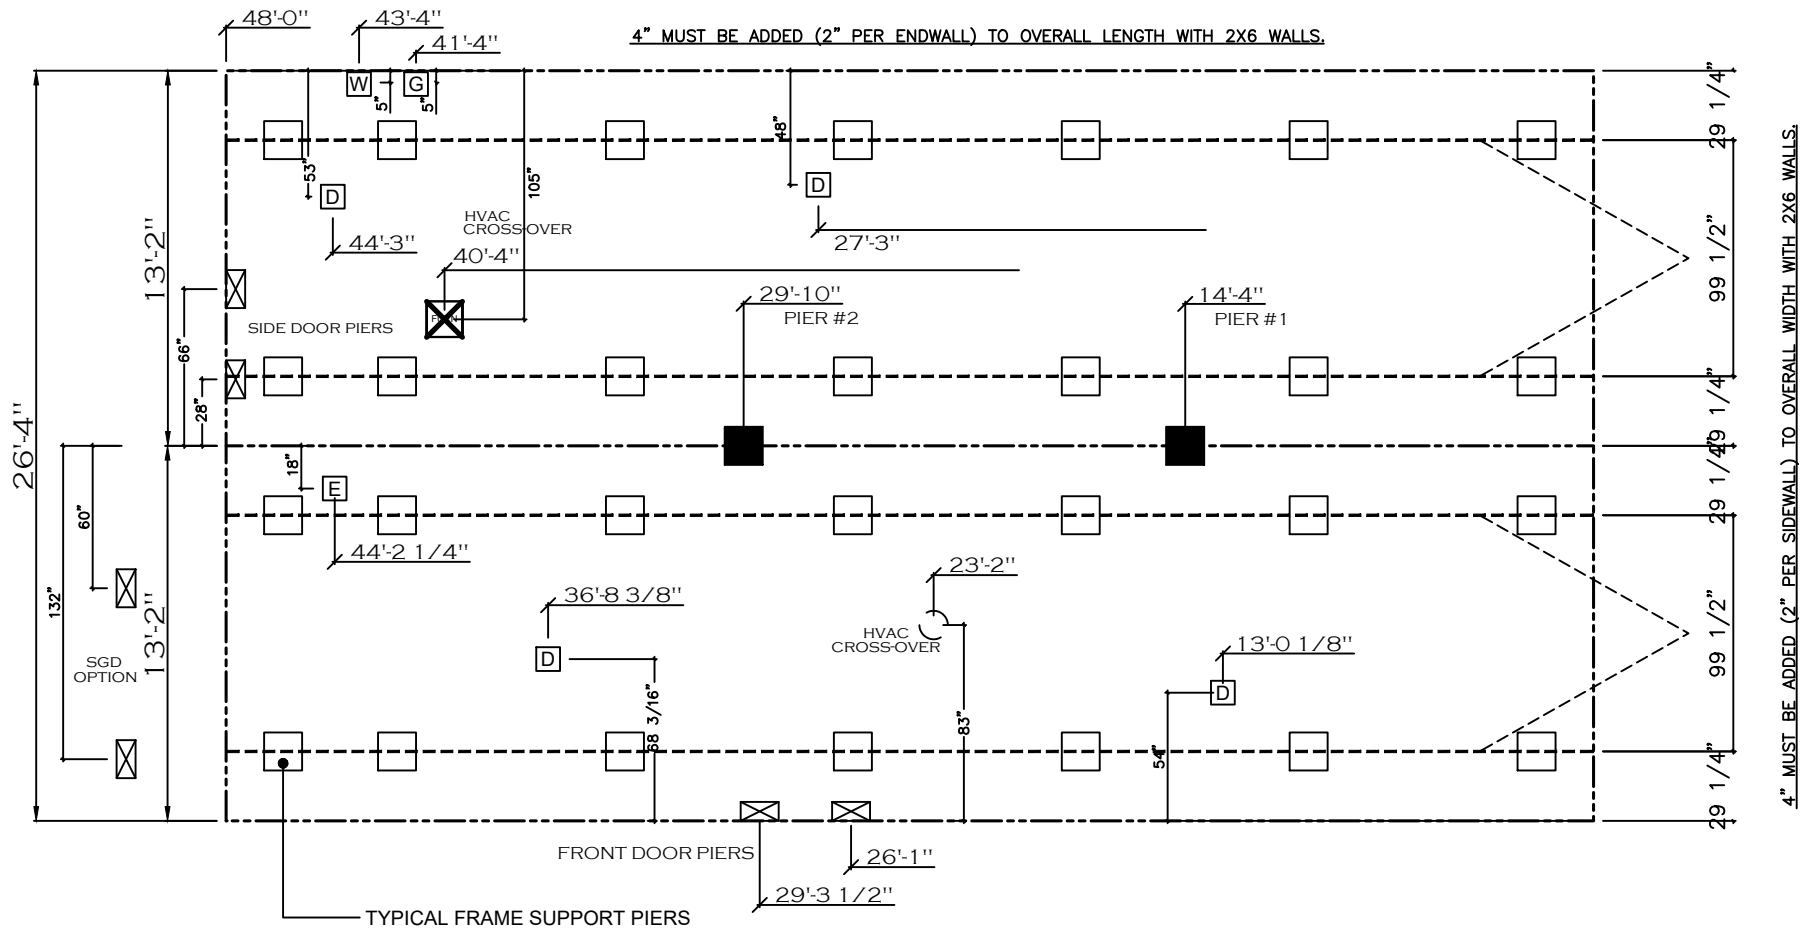 48'-0"
43'-4"
41'-4"
4" MUST BE ADDED (2" PER ENDWALL) TO OVERALL LENGTH WITH 2X6 WALLS.
W
G
5"
5"
29 1/4"
48"
53"
D
105"
D
HVAC
CROSS-OVER
44'-3"
27'-3"
40'-4"
13'-2"
99 1/2"
29'-10"
PIER #2
14'-4"
PIER #1
SIDE DOOR PIERS
66"
28"
29 1/4"
26'-4"
29 1/4"
18"
E
60"
44'-2 1/4"
23'-2"
36'-8 3/8"
132"
13'-2"
HVAC
CROSS-OVER
99 1/2"
13'-0 1/8"
D
SGD
OPTION
D
68 3/16"
83"
54"
29 1/4"
FRONT DOOR PIERS
26'-1"
29'-3 1/2"
TYPICAL FRAME SUPPORT PIERS
4" MUST BE ADDED (2" PER SIDEWALL) TO OVERALL WIDTH WITH 2X6 WALLS.